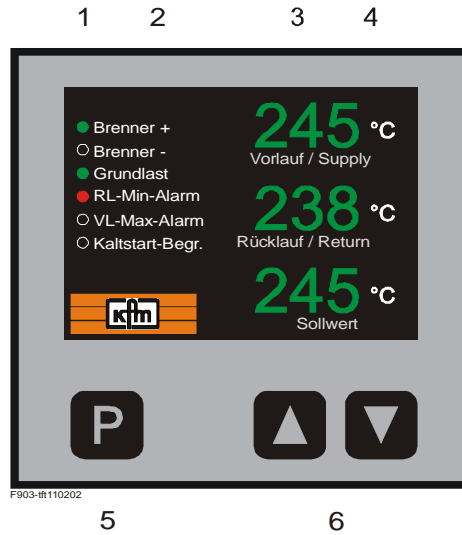 1 2 3 4
Brenner +
Brenner -
Grundlast
RL-Min-Alarm
VL-Max-Alarm
Kaltstart-Begr.
245 °C
Vorlauf / Supply
238 °C
Rücklauf / Return
245 °C
Sollwert
kfm
P
F903-tft110202
5 6